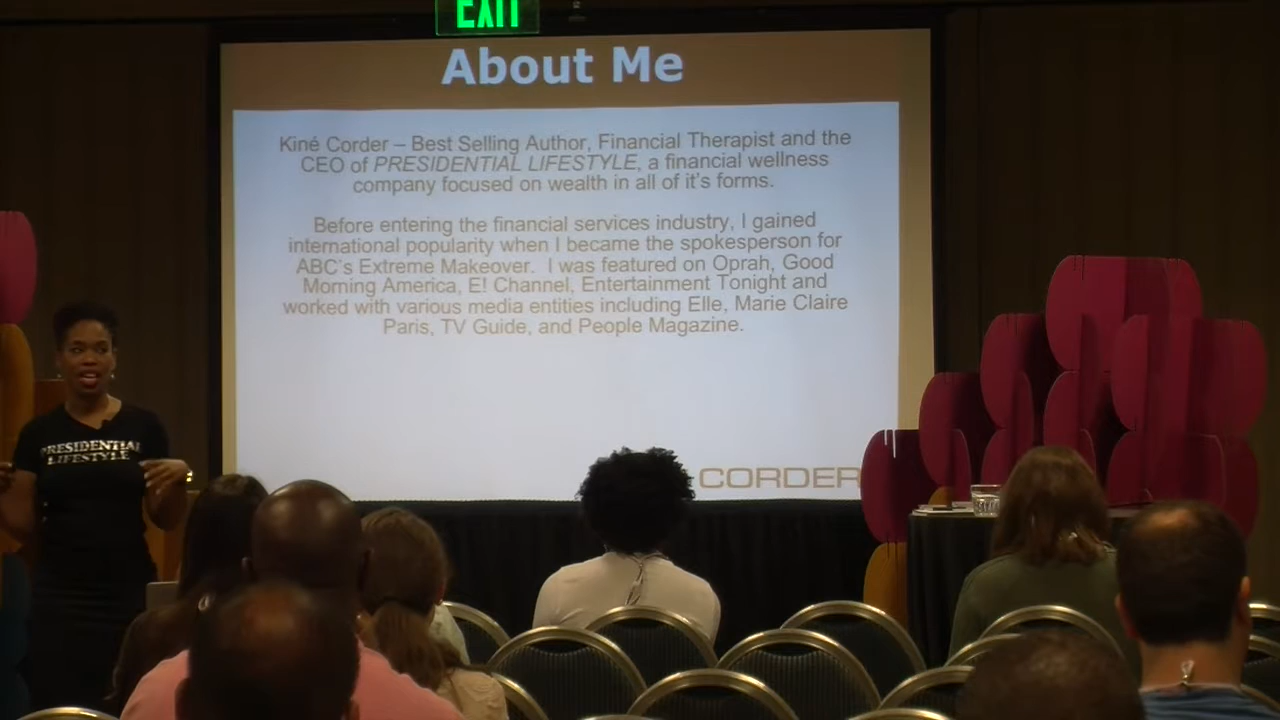 EXIT
About Me
Kiné Corder – Best Selling Author, Financial Therapist and the
CEO of PRESIDENTIAL LIFESTYLE, a financial wellness
company focused on wealth in all of it's forms.
Before entering the financial services industry, I gained
international popularity when I became the spokesperson for
ABC's Extreme Makeover. I was featured on Oprah, Good
Morning America, E! Channel, Entertainment Tonight and
worked with various media entities including Elle, Marie Claire
Paris, TV Guide, and People Magazine.
CORDER
PRESIDENTIAL
LIFESTYLE